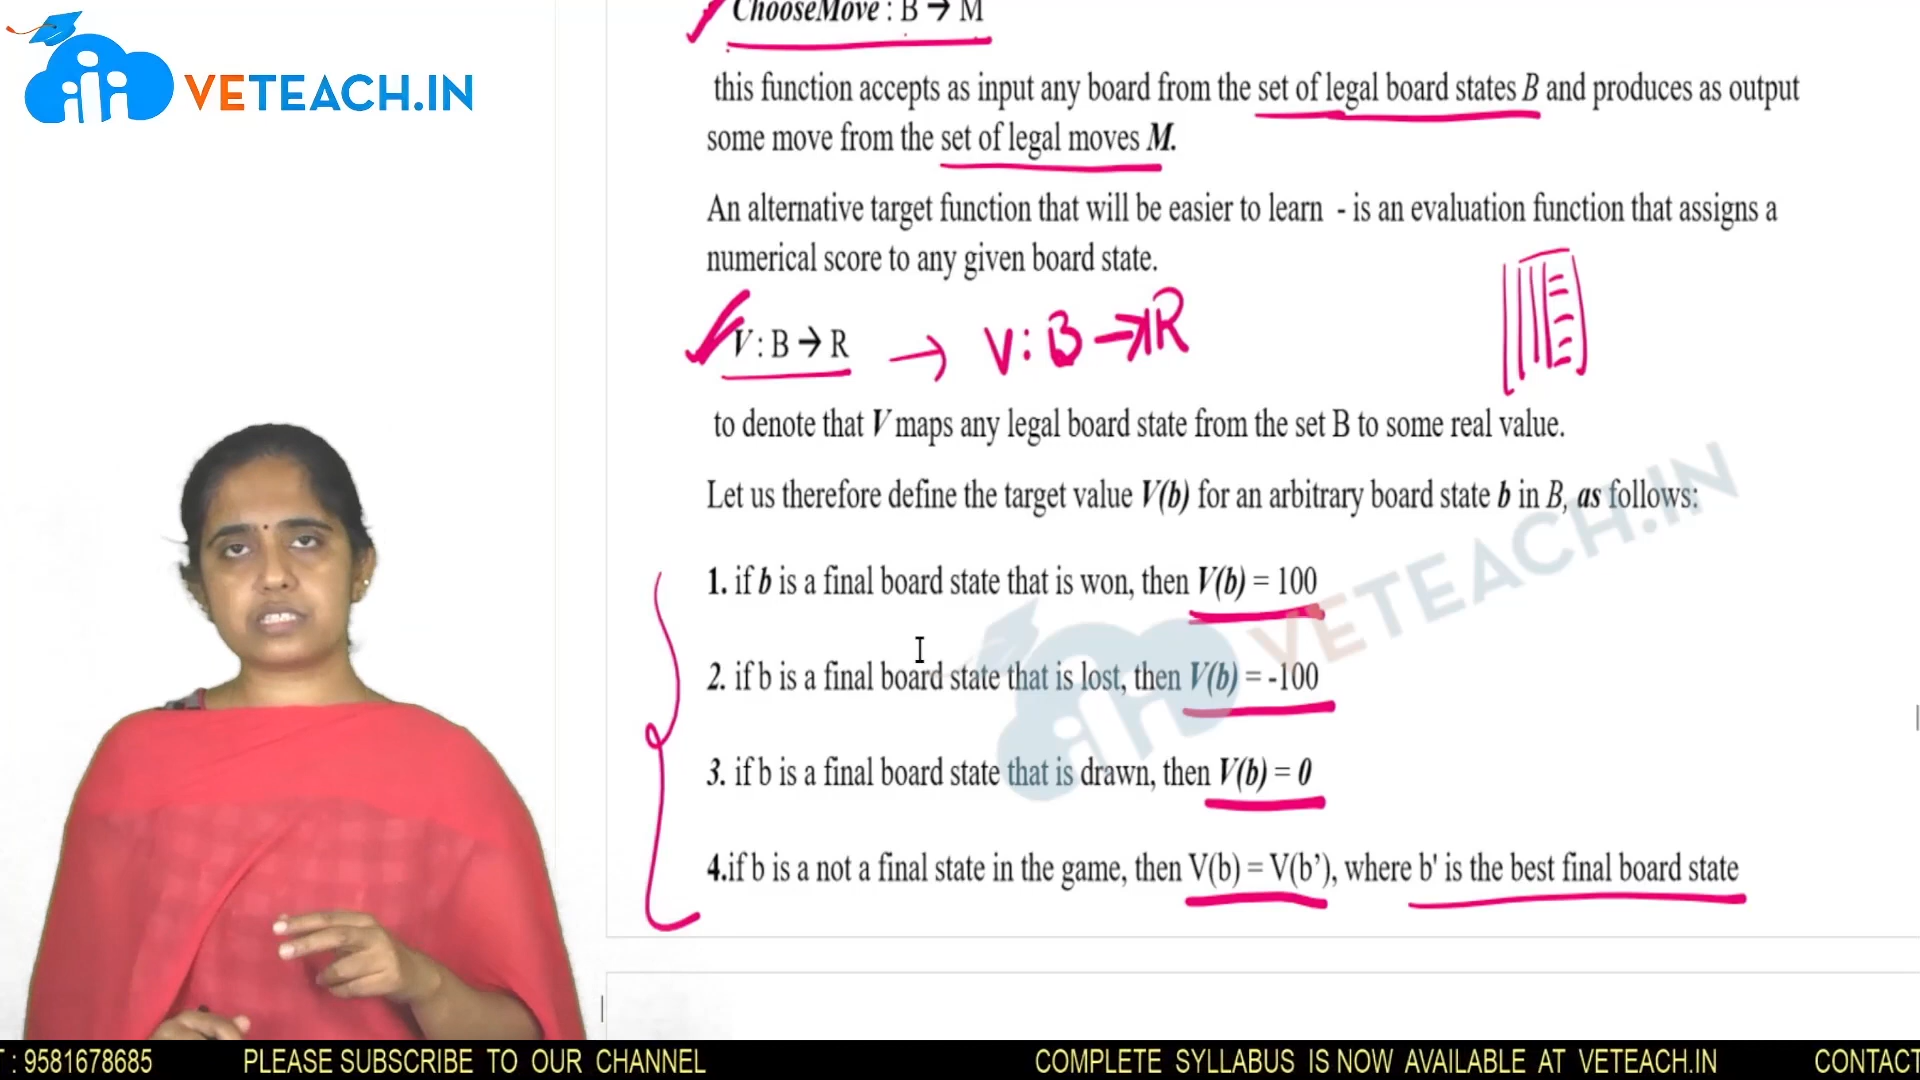 VETEACH.IN
ChooseMove : B → M
this function accepts as input any board from the set of legal board states B and produces as output
some move from the set of legal moves M.
An alternative target function that will be easier to learn - is an evaluation function that assigns a
numerical score to any given board state.
V : B → R → V: B → R
to denote that V maps any legal board state from the set B to some real value.
Let us therefore define the target value V(b) for an arbitrary board state b in B, as follows:
1. if b is a final board state that is won, then V(b) = 100
2. if b is a final board state that is lost, then V(b) = -100
3. if b is a final board state that is drawn, then V(b) = 0
4.if b is a not a final state in the game, then V(b) = V(b’), where b' is the best final board state
VETEACH.IN
T : 9581678685 PLEASE SUBSCRIBE TO OUR CHANNEL COMPLETE SYLLABUS IS NOW AVAILABLE AT VETEACH.IN CONTACT